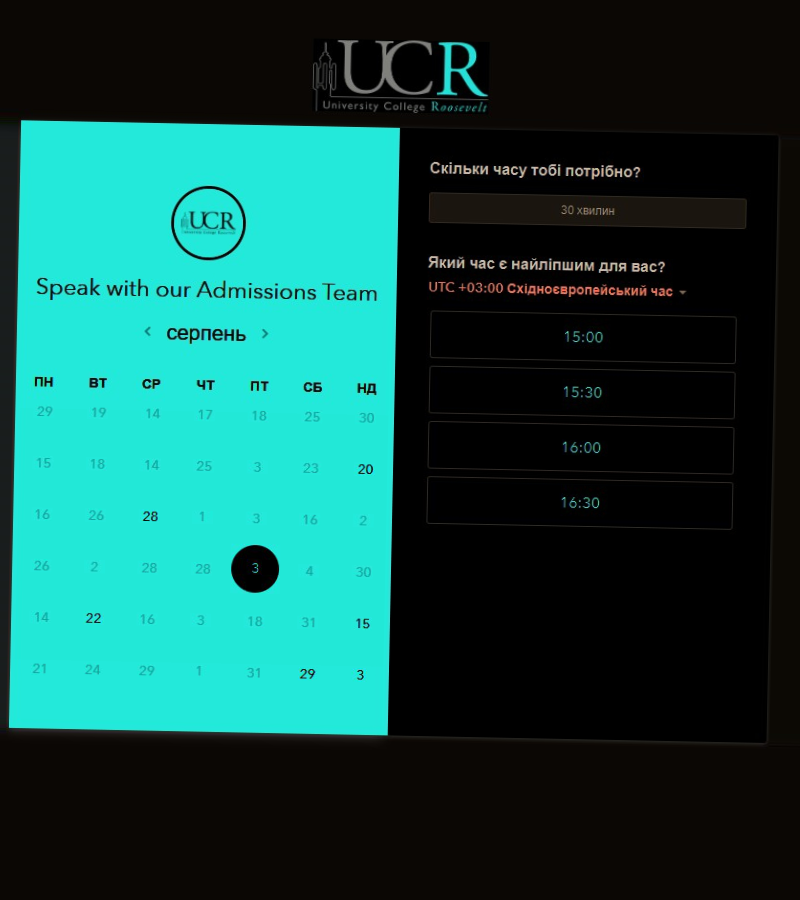 UCR
University College Roosevelt
UCR
Speak with our Admissions Team
серпень
ПН ВТ СР ЧТ ПТ СБ НД
29 19 14 17 18 25 30
15 18 14 25 3 23 20
16 26 28 1 3 16 2
26 2 28 28 3 4 30
14 22 16 3 18 31 15
21 24 29 1 31 29 3
Скільки часу тобі потрібно?
30 хвилин
Який час є найліпшим для вас?
UTC +03:00 Східноєвропейський час
15:00
15:30
16:00
16:30